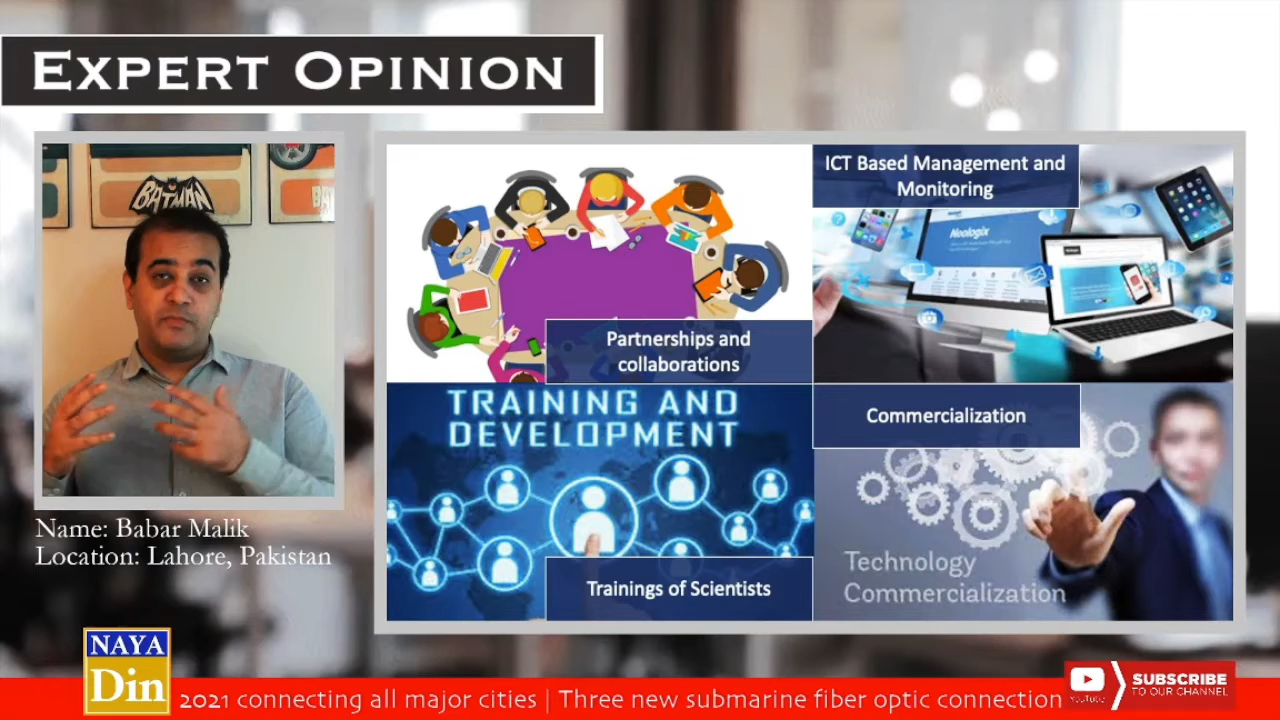 EXPERT OPINION
BATMAN
ICT Based Management and
Monitoring
Neologix
Partnerships and
collaborations
TRAINING AND
DEVELOPMENT
Commercialization
Trainings of Scientists
Technology
Commercialization
Name: Babar Malik
Location: Lahore, Pakistan
NAYA
Din
2021 connecting all major cities | Three new submarine fiber optic connection
YouTube
SUBSCRIBE
TO OUR CHANNEL